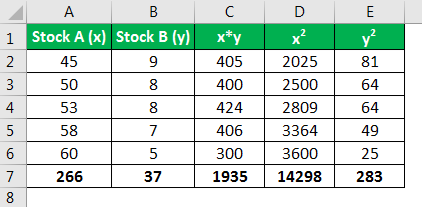 A B C D E
1 Stock A (x) Stock B (y) x*y x² y²
2 45 9 405 2025 81
3 50 8 400 2500 64
4 53 8 424 2809 64
5 58 7 406 3364 49
6 60 5 300 3600 25
7 266 37 1935 14298 283
8